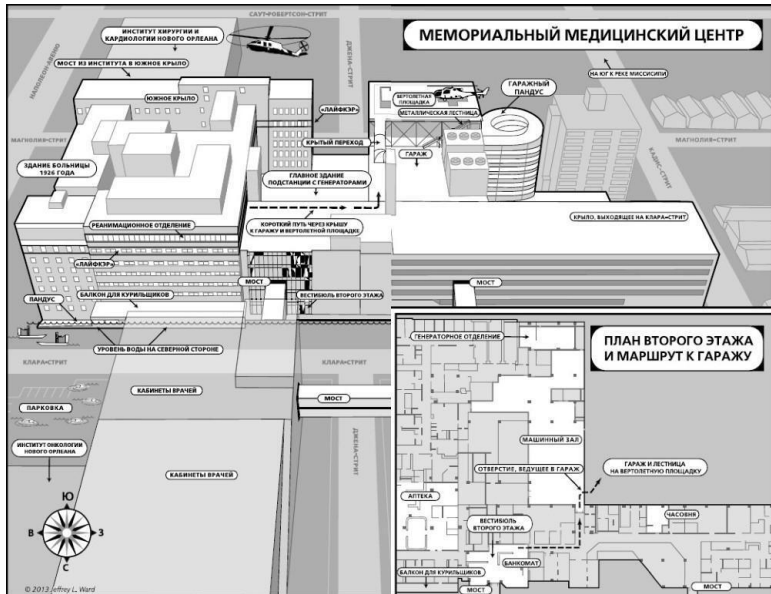 САУТ-РОБЕРТСОН-СТРИТ
ИНСТИТУТ ХИРУРГИИ И
КАРДИОЛОГИИ НОВОГО ОРЛЕАНА
МОСТ ИЗ ИНСТИТУТА В ЮЖНОЕ КРЫЛО
НАПОЛЕОН-АВЕНЮ
ДЖЕНА-СТРИТ
МЕМОРИАЛЬНЫЙ МЕДИЦИНСКИЙ ЦЕНТР
НА ЮГ К РЕКЕ МИССИСИПИ
ЮЖНОЕ КРЫЛО
«ЛАЙФКЭР»
ВЕРТОЛЕТНАЯ
ПЛОЩАДКА
МЕТАЛЛИЧЕСКАЯ ЛЕСТНИЦА
ГАРАЖНЫЙ
ПАНДУС
МАГНОЛИЯ-СТРИТ
КРЫТЫЙ ПЕРЕХОД
ГАРАЖ
МАГНОЛИЯ-СТРИТ
КАДИС-СТРИТ
ЗДАНИЕ БОЛЬНИЦЫ
1926 ГОДА
ГЛАВНОЕ ЗДАНИЕ
ПОДСТАНЦИИ С ГЕНЕРАТОРАМИ
КОРОТКИЙ ПУТЬ ЧЕРЕЗ КРЫШУ
К ГАРАЖУ И ВЕРТОЛЕТНОЙ ПЛОЩАДКЕ
КРЫЛО, ВЫХОДЯЩЕЕ НА КЛАРА-СТРИТ
РЕАНИМАЦИОННОЕ ОТДЕЛЕНИЕ
«ЛАЙФКЭР»
МОСТ
МОСТ
ПАНДУС
БАЛКОН ДЛЯ КУРИЛЬЩИКОВ
ВЕСТИБЮЛЬ ВТОРОГО ЭТАЖА
УРОВЕНЬ ВОДЫ НА СЕВЕРНОЙ СТОРОНЕ
КЛАРА-СТРИТ
КЛАРА-СТРИТ
КАБИНЕТЫ ВРАЧЕЙ
МОСТ
ПАРКОВКА
ДЖЕНА-СТРИТ
ИНСТИТУТ ОНКОЛОГИИ
НОВОГО ОРЛЕАНА
КАБИНЕТЫ ВРАЧЕЙ
Ю
В
З
С
© 2013 Jeffrey L. Ward
ПЛАН ВТОРОГО ЭТАЖА
И МАРШРУТ К ГАРАЖУ
ГЕНЕРАТОРНОЕ ОТДЕЛЕНИЕ
МАШИННЫЙ ЗАЛ
ОТВЕРСТИЕ, ВЕДУЩЕЕ В ГАРАЖ
ГАРАЖ И ЛЕСТНИЦА
НА ВЕРТОЛЕТНУЮ ПЛОЩАДКУ
АПТЕКА
ВЕСТИБЮЛЬ
ВТОРОГО ЭТАЖА
ЧАСОВНЯ
БАНКОМАТ
БАЛКОН ДЛЯ КУРИЛЬЩИКОВ
МОСТ
МОСТ